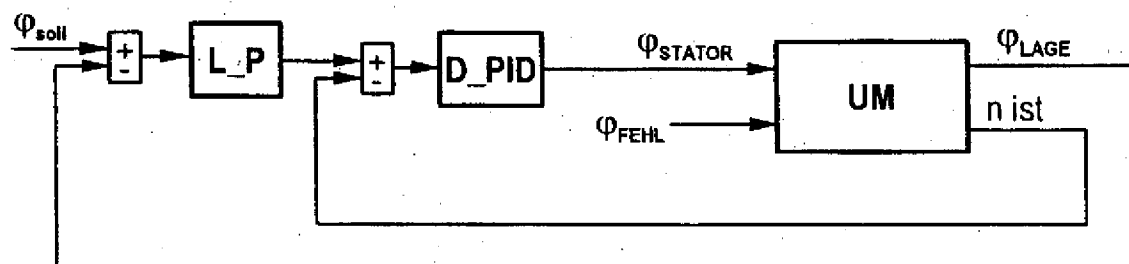 φsoll
+
-
L_P
+
-
D_PID
φSTATOR
φFEHL
UM
φLAGE
n ist